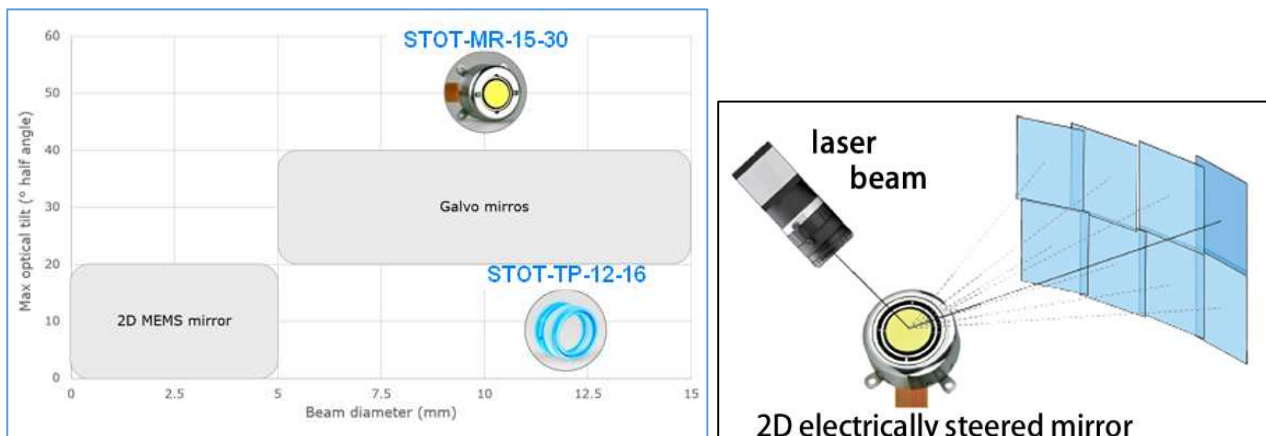 60
50
40
30
20
10
0
Max optical tilt (° half angle)
STOT-MR-15-30
Galvo mirros
STOT-TP-12-16
2D MEMS mirror
0 2.5 5 7.5 10 12.5 15
Beam diameter (mm)
laser
beam
2D electrically steered mirror